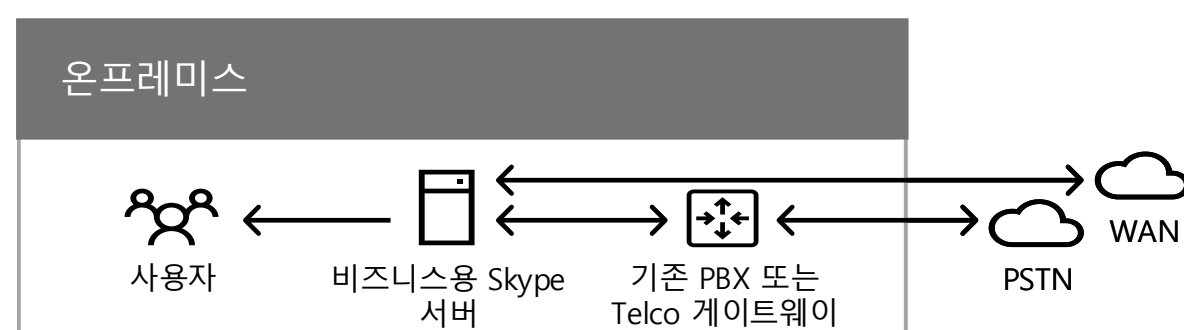 온프레미스
사용자
비즈니스용 Skype
서버
기존 PBX 또는
Telco 게이트웨이
PSTN
WAN